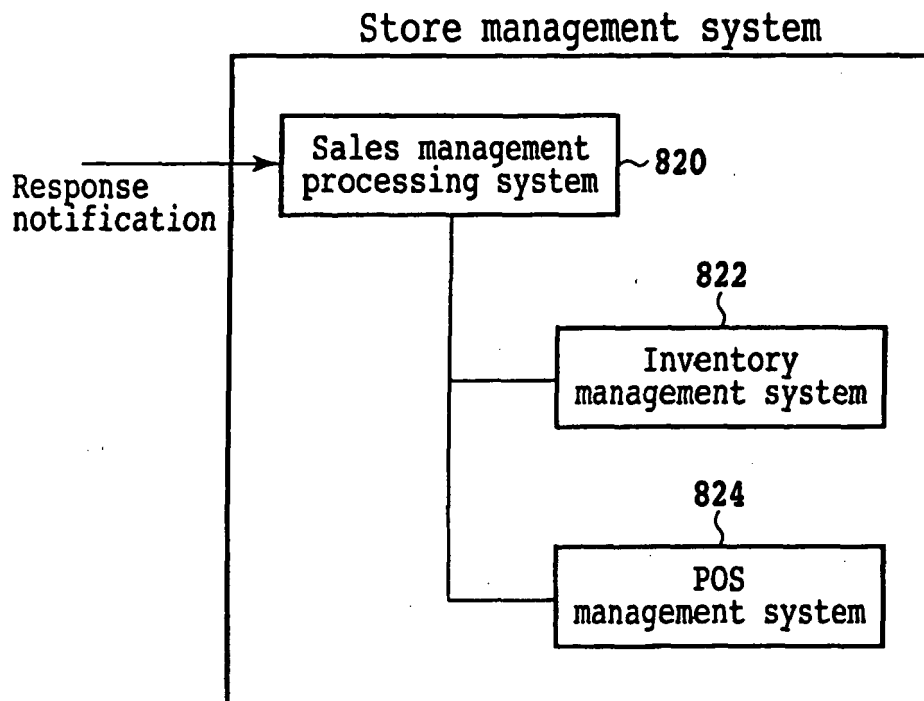 Store management system
Sales management
processing system
820
Response
notification
822
Inventory
management system
824
POS
management system